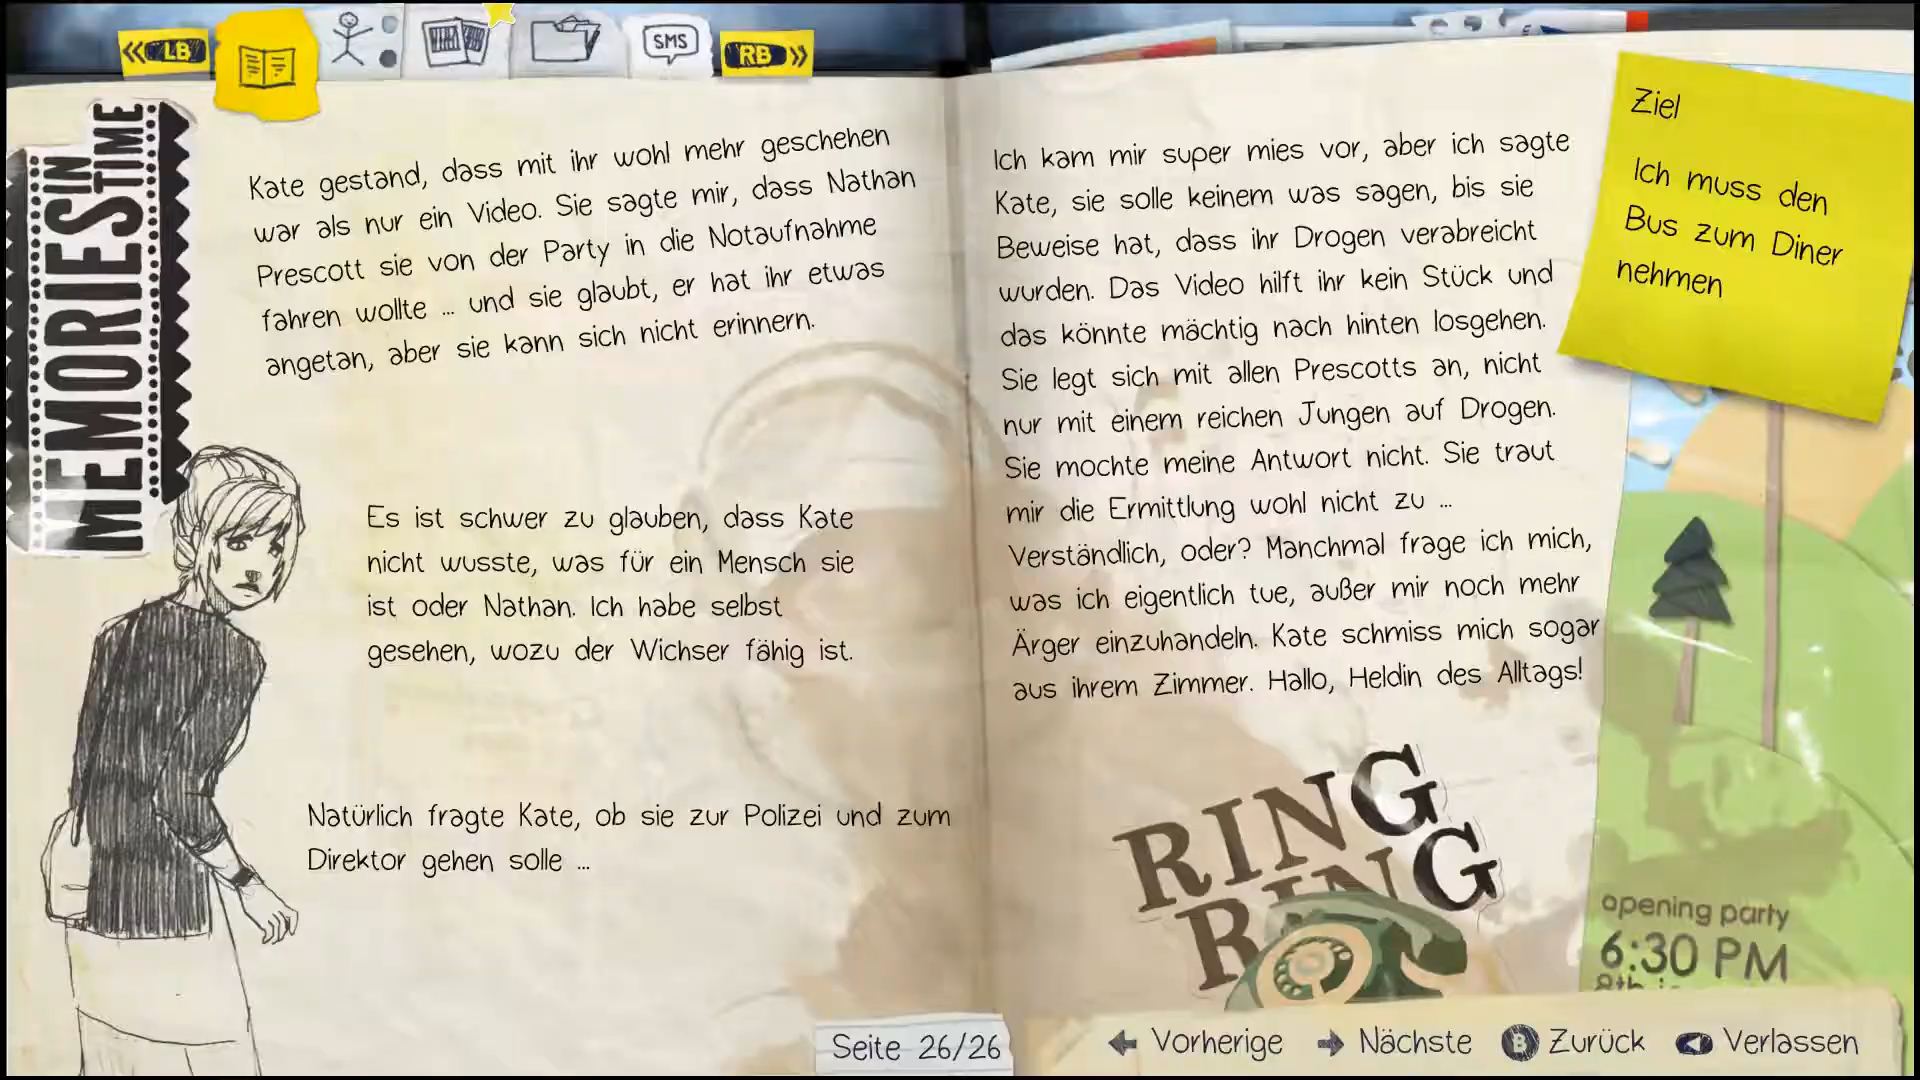 LB
SMS
RB
MEMORIES IN TIME
Kate gestand, dass mit ihr wohl mehr geschehen
war als nur ein Video. Sie sagte mir, dass Nathan
Prescott sie von der Party in die Notaufnahme
fahren wollte ... und sie glaubt, er hat ihr etwas
angetan, aber sie kann sich nicht erinnern.
Es ist schwer zu glauben, dass Kate
nicht wusste, was für ein Mensch sie
ist oder Nathan. Ich habe selbst
gesehen, wozu der Wichser fähig ist.
Natürlich fragte Kate, ob sie zur Polizei und zum
Direktor gehen solle ...
Ich kam mir super mies vor, aber ich sagte
Kate, sie solle keinem was sagen, bis sie
Beweise hat, dass ihr Drogen verabreicht
wurden. Das Video hilft ihr kein Stück und
das könnte mächtig nach hinten losgehen.
Sie legt sich mit allen Prescotts an, nicht
nur mit einem reichen Jungen auf Drogen.
Sie mochte meine Antwort nicht. Sie traut
mir die Ermittlung wohl nicht zu ...
Verständlich, oder? Manchmal frage ich mich,
was ich eigentlich tue, außer mir noch mehr
Ärger einzuhandeln. Kate schmiss mich sogar
aus ihrem Zimmer. Hallo, Heldin des Alltags!
RING
RING
Ziel
Ich muss den
Bus zum Diner
nehmen
opening party
6:30 PM
Seite 26/26
Vorherige
Nächste
B Zurück
Verlassen